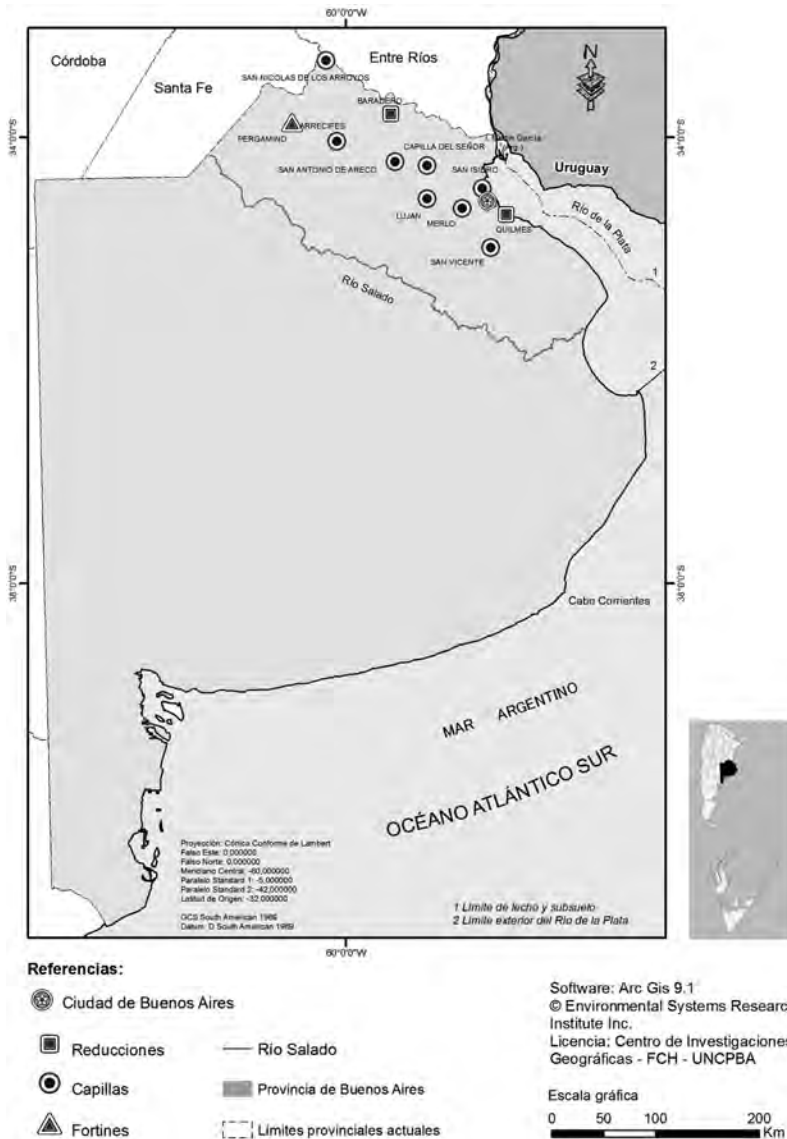 60°0'0"W
Córdoba
Santa Fe
Entre Ríos
N
SAN NICOLAS DE LOS ARROYOS
BARADERO
34°0'0"S
34°0'0"S
PERGAMINO
ARRECIFES
CAPILLA DEL SEÑOR
Uruguay
SAN ANTONIO DE ARECO
SAN ISIDRO
Río de la Plata
LUJAN
MERLO
QUILMES
SAN VICENTE
1
Río Salado
2
38°0'0"S
38°0'0"S
Cabo Corrientes
MAR ARGENTINO
OCÉANO ATLÁNTICO SUR
Proyección: Cónica Conforme de Lambert
Falso Este: 0,000000
Falso Norte: 0,000000
Meridiano Central: -60,000000
Paralelo Standard 1: -5,000000
Paralelo Standard 2: -42,000000
Latitud de Origen: -32,000000
GCS South American 1969
Datum: D South American 1969
1 Limite de lecho y subsuelo
2 Limite exterior del Rio de la Plata
60°0'0"W
Referencias:
Ciudad de Buenos Aires
Reducciones
Río Salado
Capillas
Provincia de Buenos Aires
Fortines
Límites provinciales actuales
Software: Arc Gis 9.1
© Environmental Systems Researc
Institute Inc.
Licencia: Centro de Investigaciones
Geográficas - FCH - UNCPBA
Escala gráfica
0 50 100 200
Km